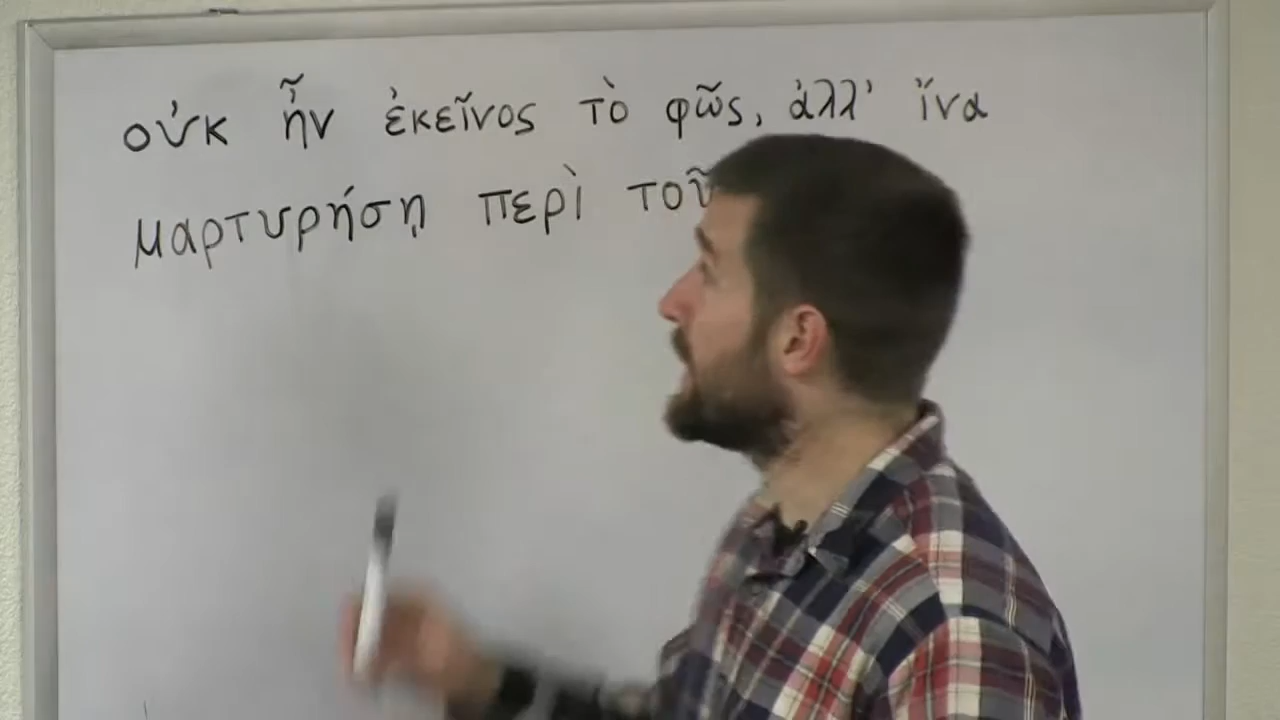 οὐκ ἦν ἐκεῖνος τὸ φῶς, ἀλλ' ἵνα
μαρτυρήσῃ περὶ τοῦ